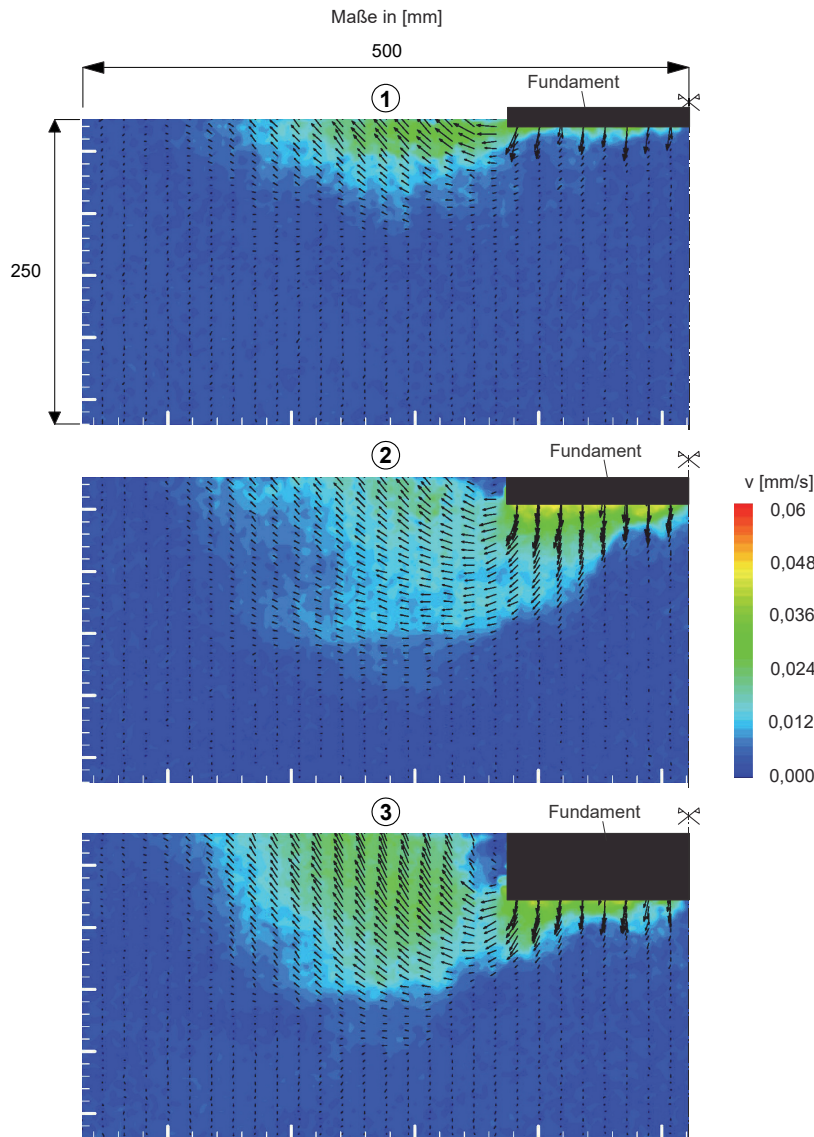 Maße in [mm]
500
1
Fundament
250
2
Fundament
v [mm/s]
0,06
0,048
0,036
0,024
0,012
0,000
3
Fundament